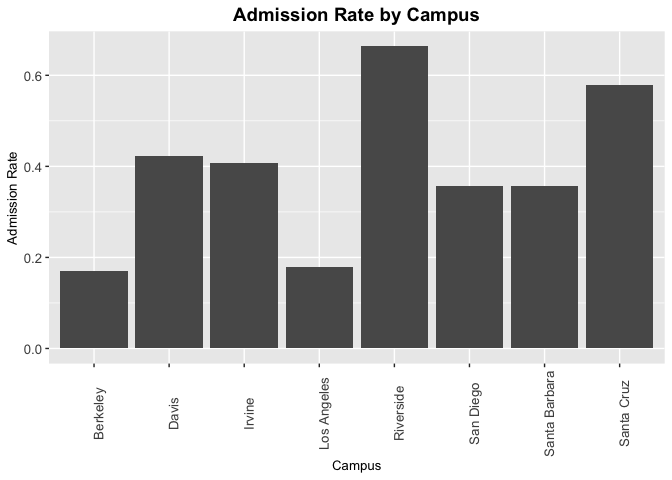 Admission Rate by Campus
Admission Rate
0.6
0.4
0.2
0.0
Berkeley
Davis
Irvine
Los Angeles
Riverside
San Diego
Santa Barbara
Santa Cruz
Campus